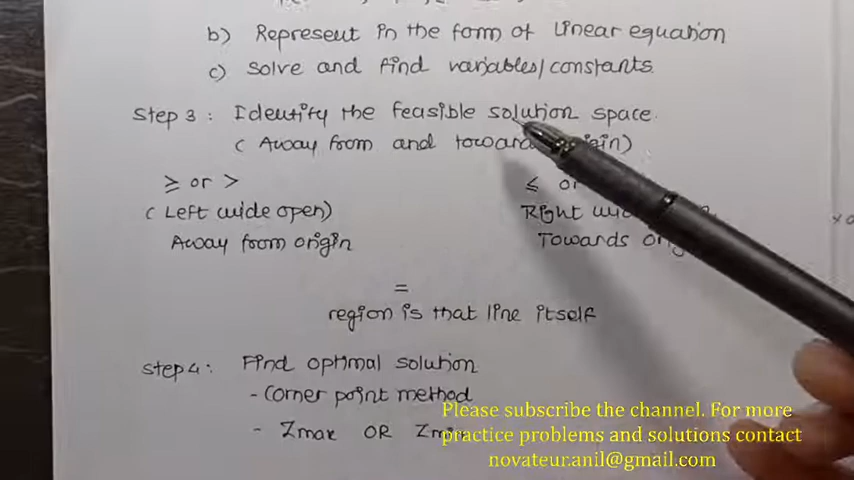 b) Represent in the form of linear equation
c) Solve and find variables/constants
Step 3 : Identify the feasible solution space.
( Away from and toward
≥ or >
≤ or
( Left wide open)
Right
Away from origin
Towards
=
region is that line itself
Step 4 : Find optimal solution
- Corner point method
- Zmax OR Zmin
Please subscribe the channel. For more
practice problems and solutions contact
novateur.anil@gmail.com